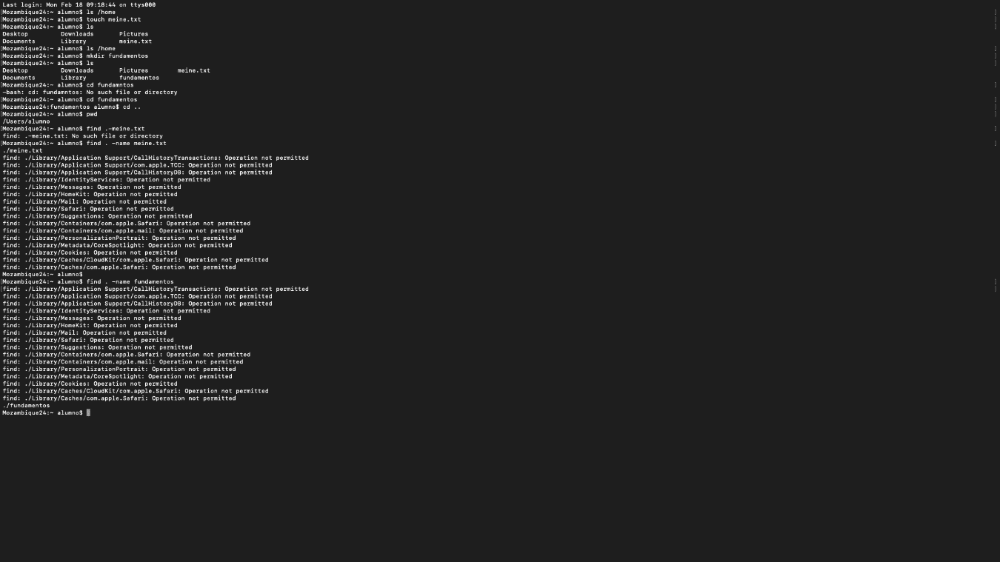 Last login: Mon Feb 18 09:18:44 on ttys000
[Mozambique24:~ alumno$ ls /home ]
[Mozambique24:~ alumno$ touch meine.txt ]
[Mozambique24:~ alumno$ ls ]
Desktop Downloads Pictures
Documents Library meine.txt
[Mozambique24:~ alumno$ ls /home ]
[Mozambique24:~ alumno$ mkdir fundamentos ]
[Mozambique24:~ alumno$ ls ]
Desktop Downloads Pictures meine.txt
Documents Library fundamentos
[Mozambique24:~ alumno$ cd fundamntos ]
-bash: cd: fundamntos: No such file or directory
[Mozambique24:~ alumno$ cd fundamentos ]
[Mozambique24:fundamentos alumno$ cd .. ]
[Mozambique24:~ alumno$ pwd ]
/Users/alumno
[Mozambique24:~ alumno$ find .-meine.txt ]
find: .-meine.txt: No such file or directory
[Mozambique24:~ alumno$ find . -name meine.txt ]
./meine.txt
find: ./Library/Application Support/CallHistoryTransactions: Operation not permitted
find: ./Library/Application Support/com.apple.TCC: Operation not permitted
find: ./Library/Application Support/CallHistoryDB: Operation not permitted
find: ./Library/IdentityServices: Operation not permitted
find: ./Library/Messages: Operation not permitted
find: ./Library/HomeKit: Operation not permitted
find: ./Library/Mail: Operation not permitted
find: ./Library/Safari: Operation not permitted
find: ./Library/Suggestions: Operation not permitted
find: ./Library/Containers/com.apple.Safari: Operation not permitted
find: ./Library/Containers/com.apple.mail: Operation not permitted
find: ./Library/PersonalizationPortrait: Operation not permitted
find: ./Library/Metadata/CoreSpotlight: Operation not permitted
find: ./Library/Cookies: Operation not permitted
find: ./Library/Caches/CloudKit/com.apple.Safari: Operation not permitted
find: ./Library/Caches/com.apple.Safari: Operation not permitted
Mozambique24:~ alumno$
[Mozambique24:~ alumno$ find . -name fundamentos ]
[find: ./Library/Application Support/CallHistoryTransactions: Operation not permitted ]
find: ./Library/Application Support/com.apple.TCC: Operation not permitted
find: ./Library/Application Support/CallHistoryDB: Operation not permitted
find: ./Library/IdentityServices: Operation not permitted
find: ./Library/Messages: Operation not permitted
find: ./Library/HomeKit: Operation not permitted
find: ./Library/Mail: Operation not permitted
find: ./Library/Safari: Operation not permitted
find: ./Library/Suggestions: Operation not permitted
find: ./Library/Containers/com.apple.Safari: Operation not permitted
find: ./Library/Containers/com.apple.mail: Operation not permitted
find: ./Library/PersonalizationPortrait: Operation not permitted
find: ./Library/Metadata/CoreSpotlight: Operation not permitted
find: ./Library/Cookies: Operation not permitted
find: ./Library/Caches/CloudKit/com.apple.Safari: Operation not permitted
find: ./Library/Caches/com.apple.Safari: Operation not permitted
./fundamentos
Mozambique24:~ alumno$